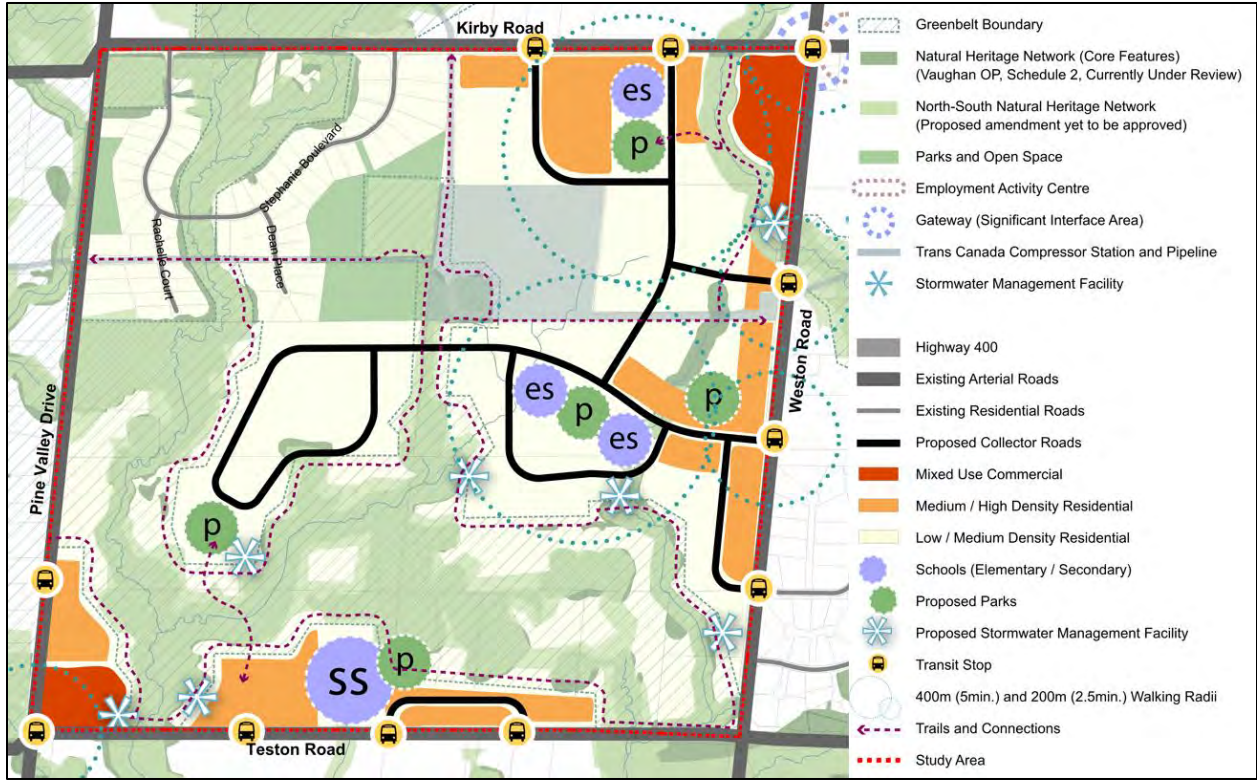 Kirby Road
es
p
Stephanie Boulevard
Rachelle Court
Dean Place
Pine Valley Drive
Weston Road
es
p
es
p
p
ss
p
Teston Road
Greenbelt Boundary
Natural Heritage Network (Core Features)
(Vaughan OP, Schedule 2, Currently Under Review)
North-South Natural Heritage Network
(Proposed amendment yet to be approved)
Parks and Open Space
Employment Activity Centre
Gateway (Significant Interface Area)
Trans Canada Compressor Station and Pipeline
Stormwater Management Facility
Highway 400
Existing Arterial Roads
Existing Residential Roads
Proposed Collector Roads
Mixed Use Commercial
Medium / High Density Residential
Low / Medium Density Residential
Schools (Elementary / Secondary)
Proposed Parks
Proposed Stormwater Management Facility
Transit Stop
400m (5min.) and 200m (2.5min.) Walking Radii
Trails and Connections
Study Area